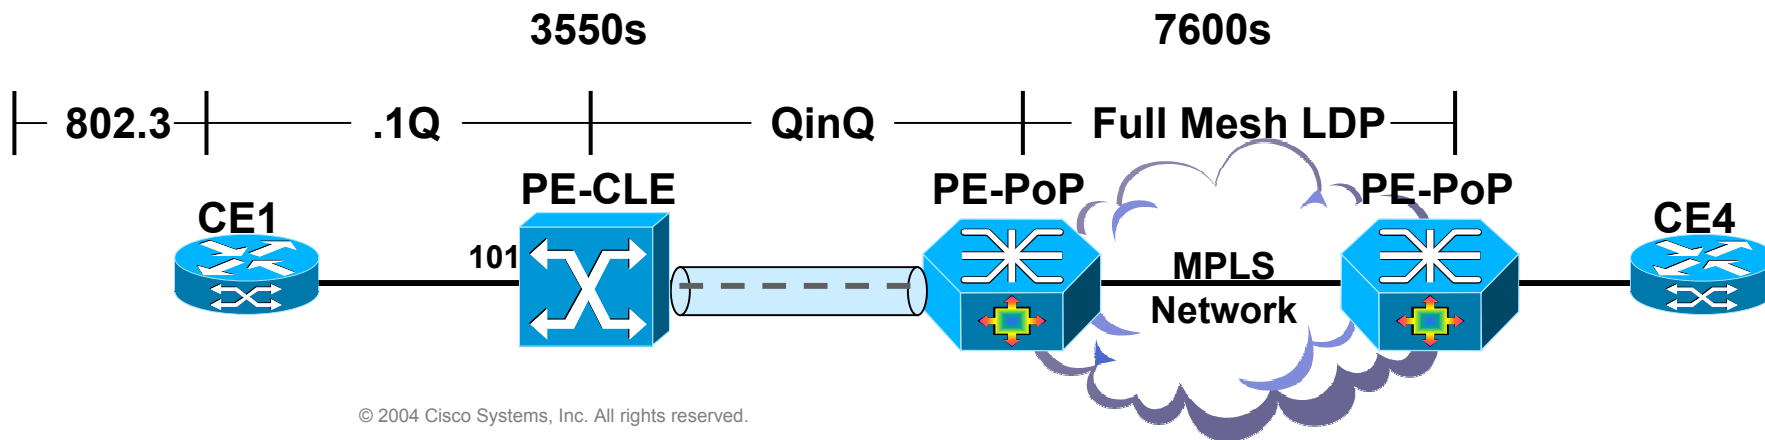 3550s
7600s
802.3
.1Q
QinQ
Full Mesh LDP
PE-CLE
PE-PoP
PE-PoP
CE1
CE4
101
MPLS
Network
© 2004 Cisco Systems, Inc. All rights reserved.